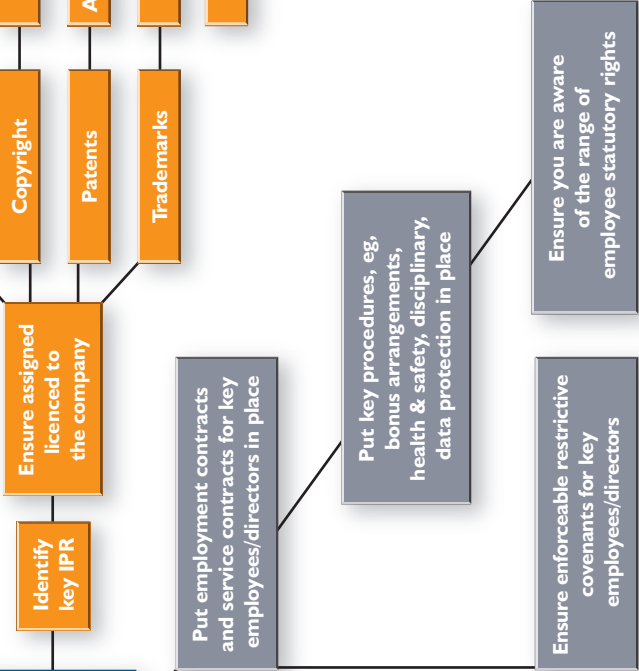 Identify
key IPR
Ensure assigned
licenced to
the company
Copyright
Patents
Trademarks
A
Put employment contracts
and service contracts for key
employees/directors in place
Put key procedures, eg,
bonus arrangements,
health & safety, disciplinary,
data protection in place
Ensure you are aware
of the range of
employee statutory rights
Ensure enforceable restrictive
covenants for key
employees/directors